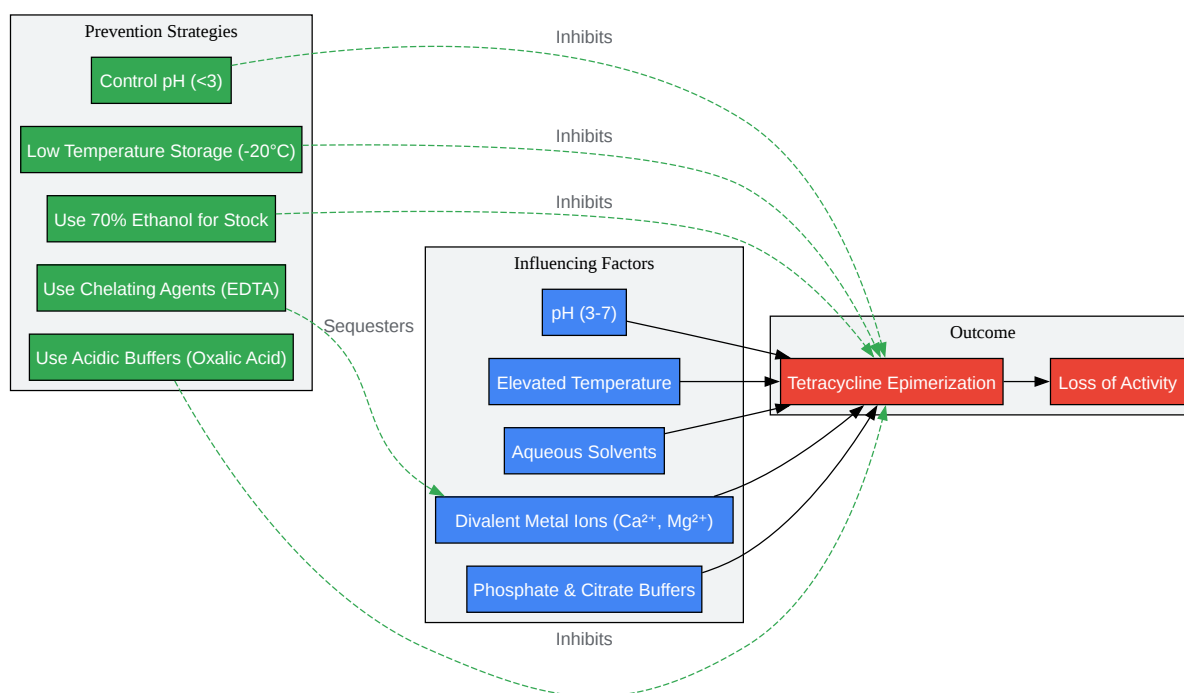 Prevention Strategies
Control pH (<3)
Low Temperature Storage (-20°C)
Use 70% Ethanol for Stock
Use Chelating Agents (EDTA)
Use Acidic Buffers (Oxalic Acid)
Inhibits
Inhibits
Inhibits
Sequesters
Inhibits
Influencing Factors
pH (3-7)
Elevated Temperature
Aqueous Solvents
Divalent Metal Ions (Ca²⁺, Mg²⁺)
Phosphate & Citrate Buffers
Outcome
Tetracycline Epimerization
Loss of Activity